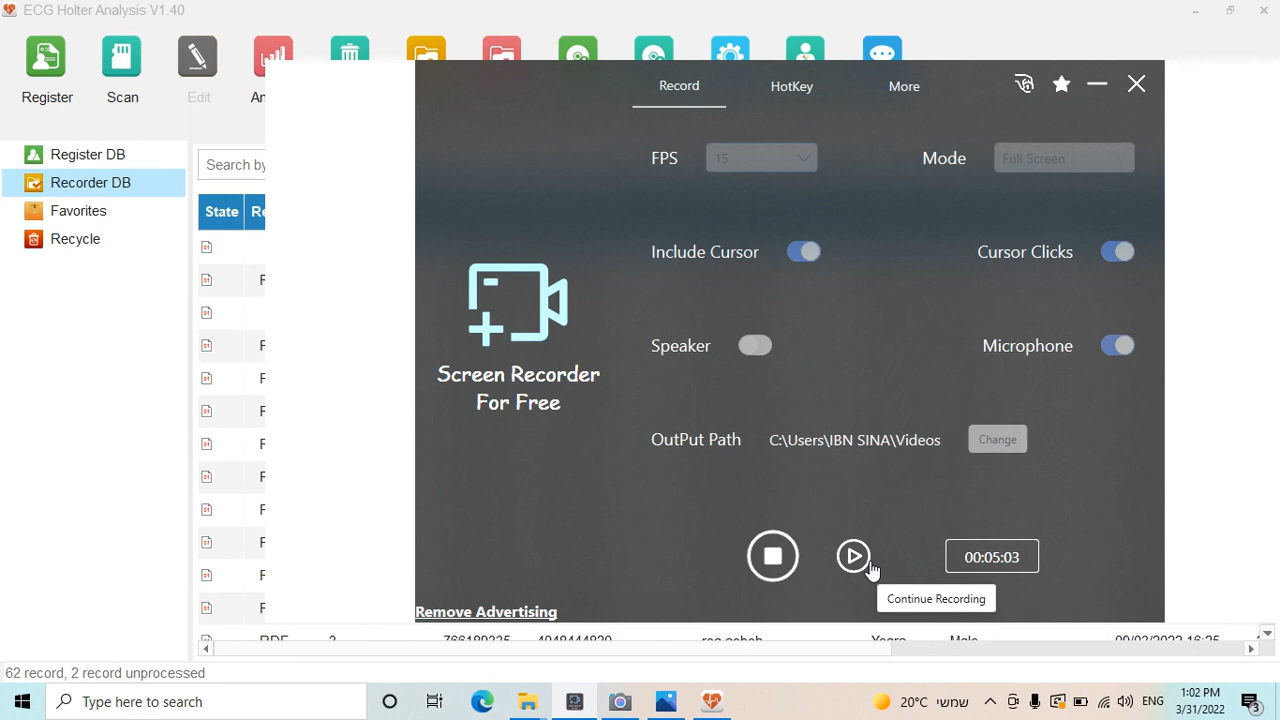 ECG Holter Analysis V1.40
Register
Scan
Edit
Register DB
Recorder DB
Favorites
Recycle
Search by
State
Record
HotKey
More
FPS
15
Mode
Full Screen
Include Cursor
Cursor Clicks
Speaker
Microphone
Screen Recorder
For Free
OutPut Path
C:\Users\IBN SINA\Videos
Change
00:05:03
Continue Recording
Remove Advertising
62 record, 2 record unprocessed
Type here to search
20°C
שמשי
ENG
1:02 PM
3/31/2022
3